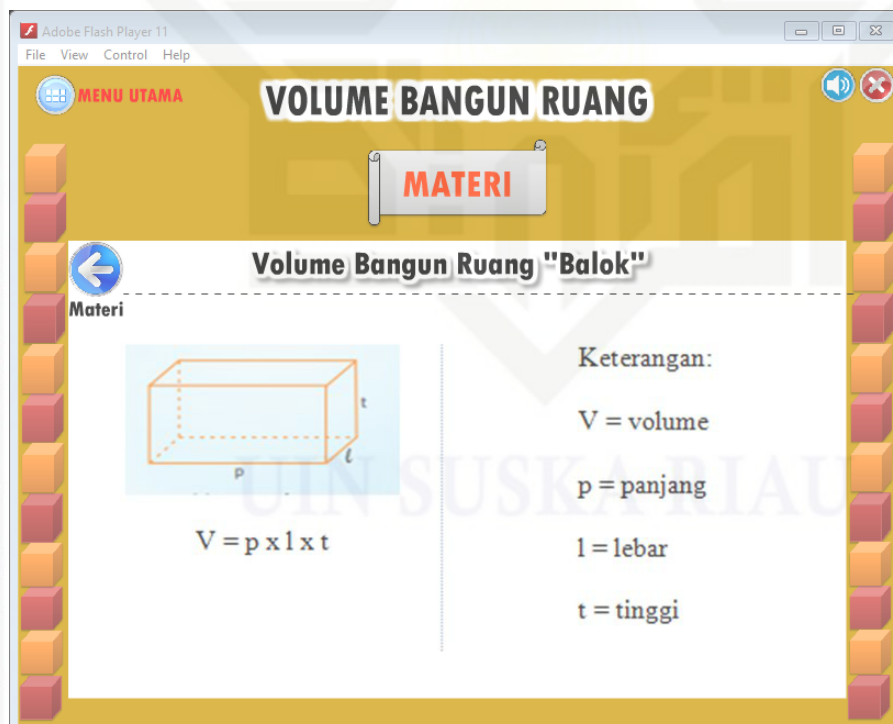 Adobe Flash Player 11
File View Control Help
MENU UTAMA
VOLUME BANGUN RUANG
MATERI
Volume Bangun Ruang "Balok"
Materi
t
l
p
V = p x l x t
Keterangan:
V = volume
p = panjang
l = lebar
t = tinggi
UIN SUSKA RIAU